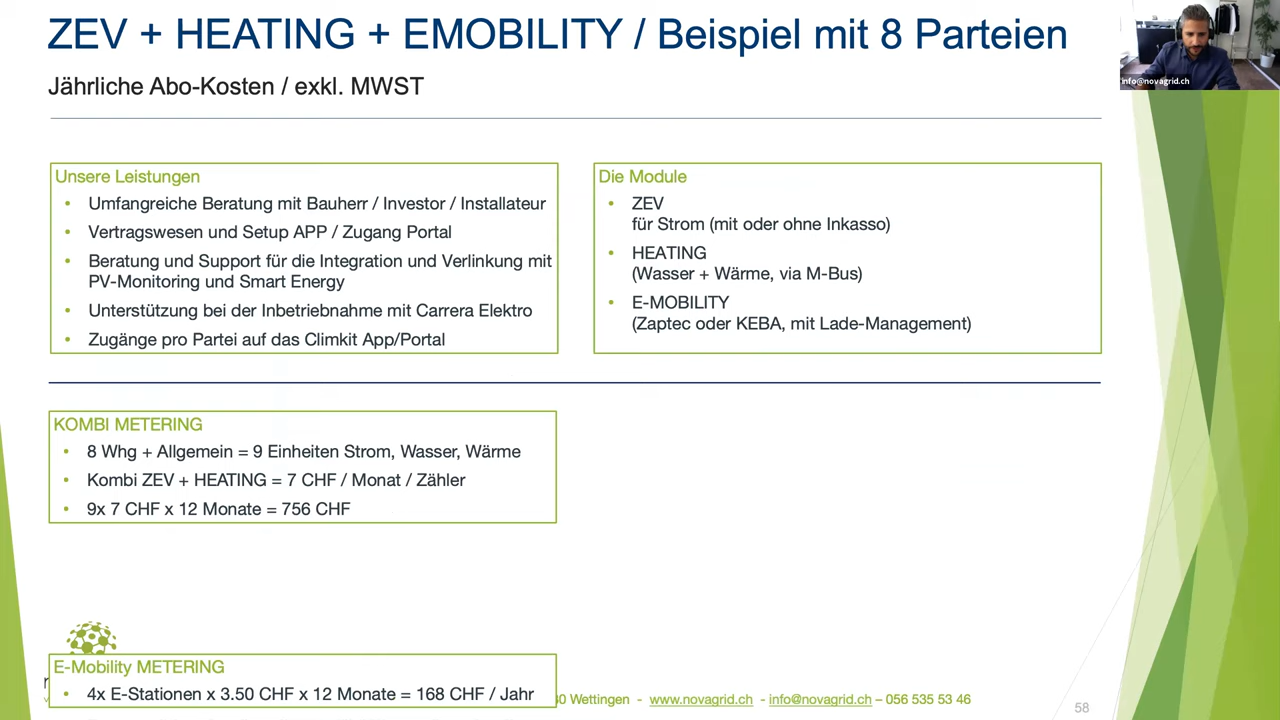 ZEV + HEATING + EMOBILITY / Beispiel mit 8 Parteien
Jährliche Abo-Kosten / exkl. MWST
info@novagrid.ch
Unsere Leistungen
• Umfangreiche Beratung mit Bauherr / Investor / Installateur
• Vertragswesen und Setup APP / Zugang Portal
• Beratung und Support für die Integration und Verlinkung mit
PV-Monitoring und Smart Energy
• Unterstützung bei der Inbetriebnahme mit Carrera Elektro
• Zugänge pro Partei auf das Climkit App/Portal
Die Module
• ZEV
für Strom (mit oder ohne Inkasso)
• HEATING
(Wasser + Wärme, via M-Bus)
• E-MOBILITY
(Zaptec oder KEBA, mit Lade-Management)
KOMBI METERING
• 8 Whg + Allgemein = 9 Einheiten Strom, Wasser, Wärme
• Kombi ZEV + HEATING = 7 CHF / Monat / Zähler
• 9x 7 CHF x 12 Monate = 756 CHF
E-Mobility METERING
• 4x E-Stationen x 3.50 CHF x 12 Monate = 168 CHF / Jahr
Wettingen - www.novagrid.ch - info@novagrid.ch – 056 535 53 46
58